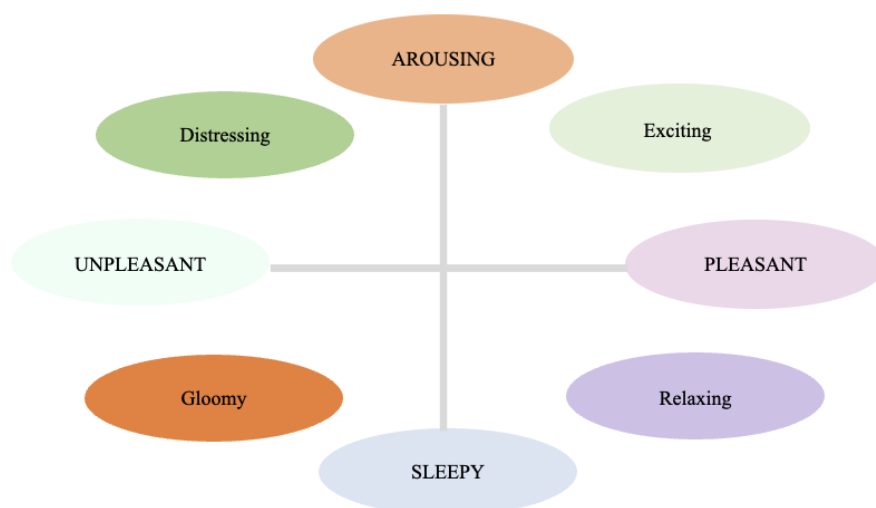 AROUSING
Distressing
Exciting
UNPLEASANT
PLEASANT
Gloomy
Relaxing
SLEEPY